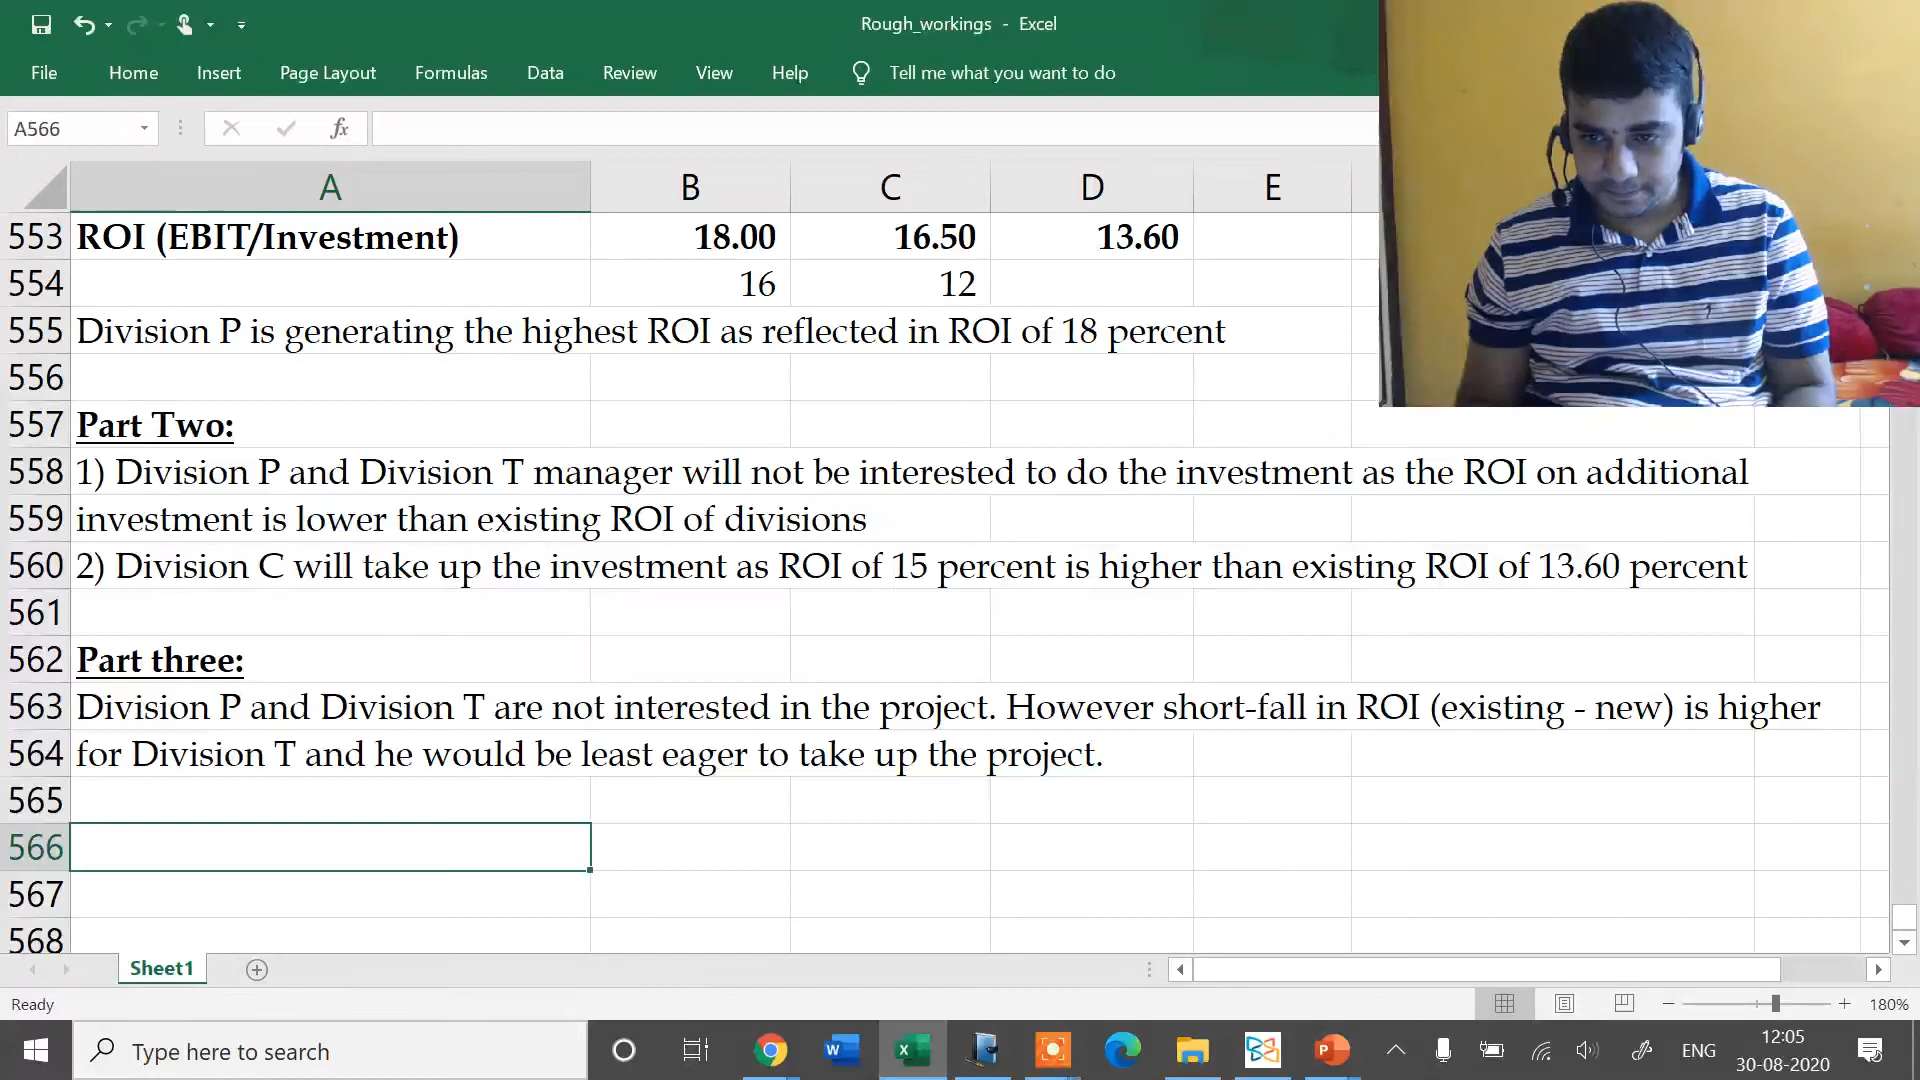 Rough_workings - Excel
File Home Insert Page Layout Formulas Data Review View Help Tell me what you want to do
A566 fx
A B C D E
553 ROI (EBIT/Investment) 18.00 16.50 13.60
554 16 12
555 Division P is generating the highest ROI as reflected in ROI of 18 percent
556
557 Part Two:
558 1) Division P and Division T manager will not be interested to do the investment as the ROI on additional
559 investment is lower than existing ROI of divisions
560 2) Division C will take up the investment as ROI of 15 percent is higher than existing ROI of 13.60 percent
561
562 Part three:
563 Division P and Division T are not interested in the project. However short-fall in ROI (existing - new) is higher
564 for Division T and he would be least eager to take up the project.
565
566
567
568
Sheet1
Ready 180%
Type here to search W X P ENG 12:05
30-08-2020